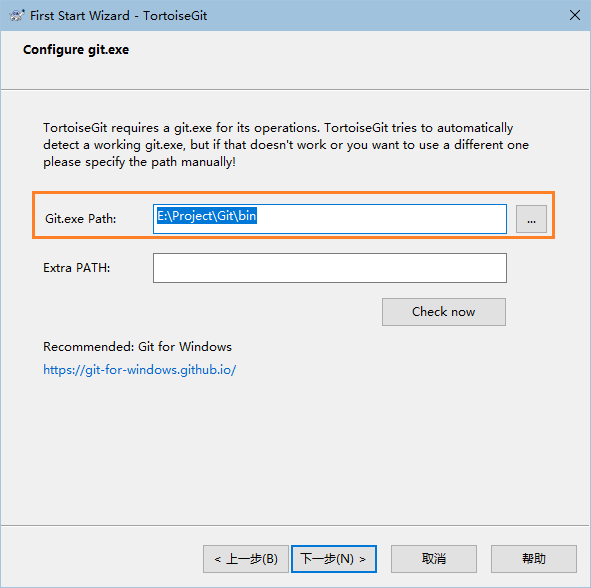 First Start Wizard - TortoiseGit
Configure git.exe
TortoiseGit requires a git.exe for its operations. TortoiseGit tries to automatically
detect a working git.exe, but if that doesn't work or you want to use a different one
please specify the path manually!
Git.exe Path:
E:\Project\Git\bin
...
Extra PATH:
Check now
Recommended: Git for Windows
https://git-for-windows.github.io/
< 上一步(B)
下一步(N) >
取消
帮助